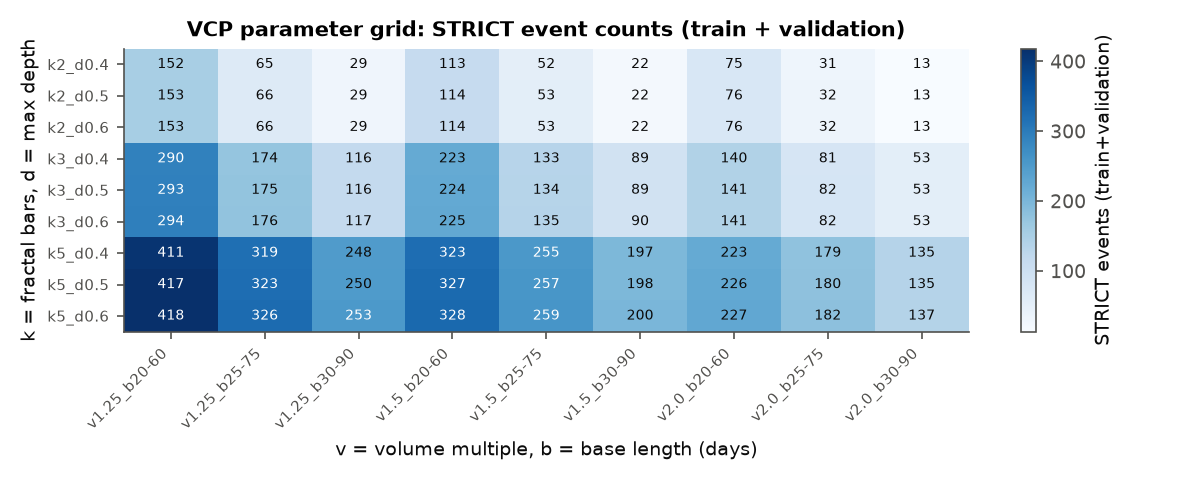 VCP parameter grid: STRICT event counts (train + validation)
k = fractal bars, d = max depth
k2_d0.4 152 65 29 113 52 22 75 31 13
k2_d0.5 153 66 29 114 53 22 76 32 13
k2_d0.6 153 66 29 114 53 22 76 32 13
k3_d0.4 290 174 116 223 133 89 140 81 53
k3_d0.5 293 175 116 224 134 89 141 82 53
k3_d0.6 294 176 117 225 135 90 141 82 53
k5_d0.4 411 319 248 323 255 197 223 179 135
k5_d0.5 417 323 250 327 257 198 226 180 135
k5_d0.6 418 326 253 328 259 200 227 182 137
v1.25_b20-60 v1.25_b25-75 v1.25_b30-90 v1.5_b20-60 v1.5_b25-75 v1.5_b30-90 v2.0_b20-60 v2.0_b25-75 v2.0_b30-90
v = volume multiple, b = base length (days)
400
300
200
100
STRICT events (train+validation)